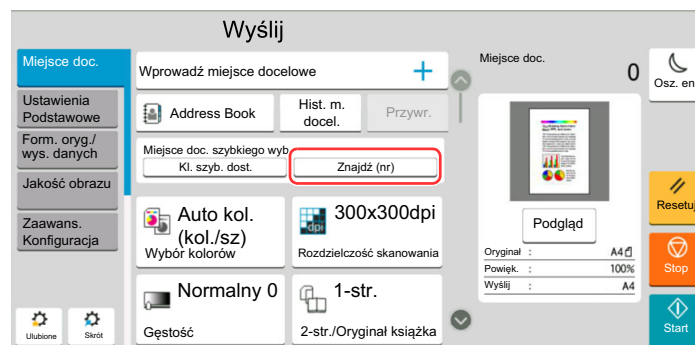 Wyślij
Miejsce doc.
Ustawienia
Podstawowe
Form. oryg./
wys. danych
Jakość obrazu
Zaawans.
Konfiguracja
Ulubione
Skrót
Wprowadź miejsce docelowe
Address Book
Hist. m.
docel.
Przywr.
Miejsce doc. szybkiego wyb
Kl. szyb. dost.
Znajdź (nr)
Auto kol.
(kol./sz)
Wybór kolorów
dpi
300x300dpi
Rozdzielczość skanowania
Normalny 0
Gęstość
1-str.
2-str./Oryginał książka
Miejsce doc.
0
Podgląd
Oryginał : A4
Powięk. : 100%
Wyślij : A4
Osz. en
Resetuj
Stop
Start